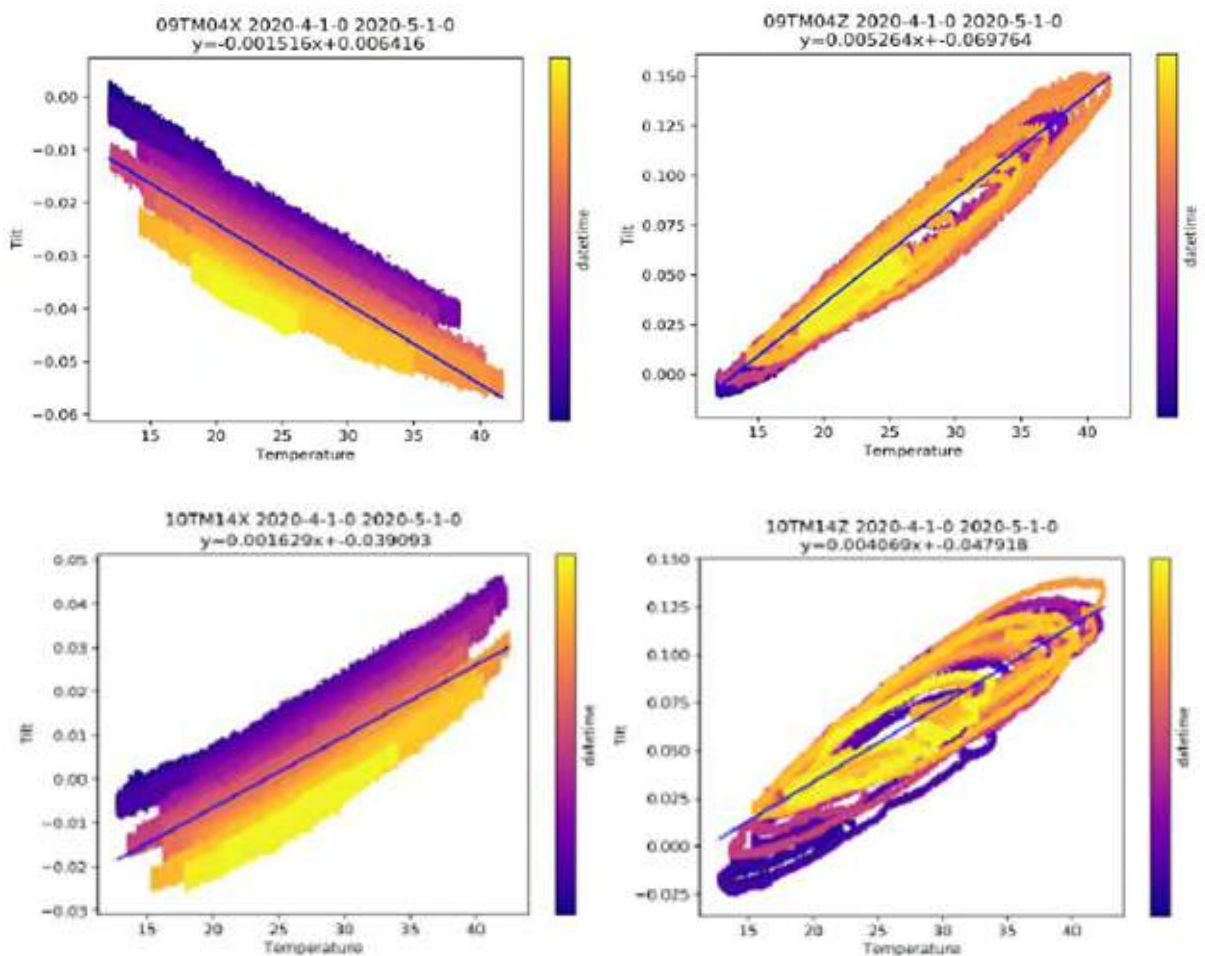 09TM04X 2020-4-1-0 2020-5-1-0
y=-0.001516x+0.006416
0.00
−0.01
−0.02
−0.03
−0.04
−0.05
−0.06
Tilt
15 20 25 30 35 40
Temperature
datetime
09TM04Z 2020-4-1-0 2020-5-1-0
y=0.005264x+-0.069764
0.150
0.125
0.100
0.075
0.050
0.025
0.000
Tilt
15 20 25 30 35 40
Temperature
datetime
10TM14X 2020-4-1-0 2020-5-1-0
y=0.001629x+-0.039093
0.05
0.04
0.03
0.02
0.01
0.00
−0.01
−0.02
−0.03
Tilt
15 20 25 30 35 40
Temperature
datetime
10TM14Z 2020-4-1-0 2020-5-1-0
y=0.004069x+-0.047918
0.150
0.125
0.100
0.075
0.050
0.025
0.000
−0.025
Tilt
15 20 25 30 35 40
Temperature
datetime